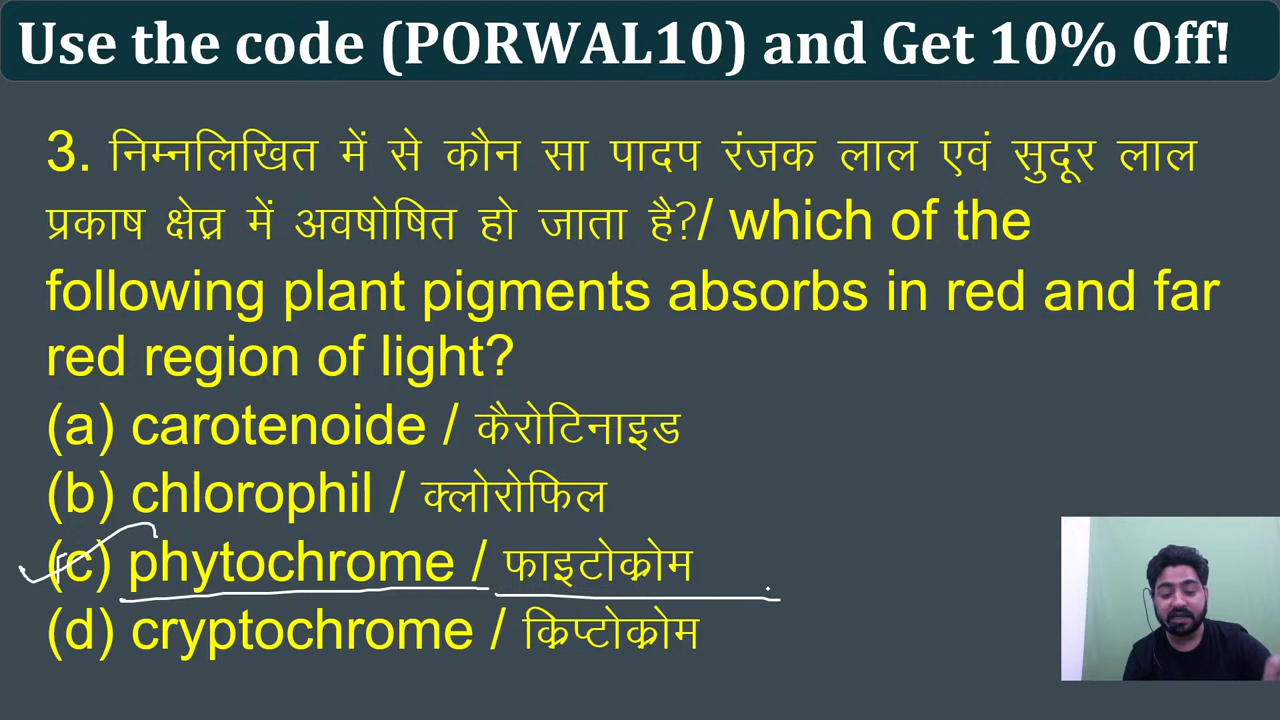 Use the code (PORWAL10) and Get 10% Off!
3. निम्नलिखित में से कौन सा पादप रंजक लाल एवं सुदूर लाल
प्रकाष क्षेत्र में अवषोषित हो जाता है?/ which of the
following plant pigments absorbs in red and far
red region of light?
(a) carotenoide / कैरोटिनाइड
(b) chlorophil / क्लोरोफिल
(c) phytochrome / फाइटोक्रोम
(d) cryptochrome / क्रिप्टोक्रोम